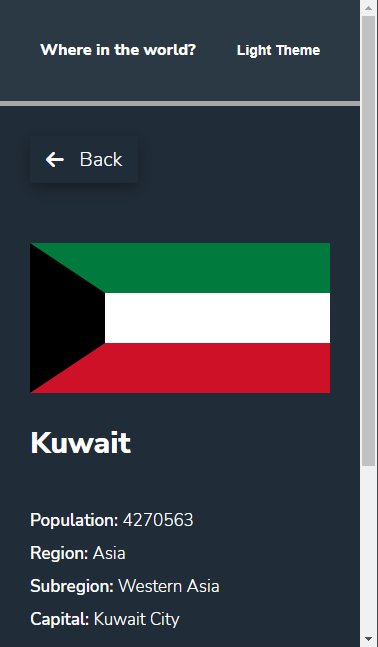 Where in the world? Light Theme
Back
Kuwait
Population: 4270563
Region: Asia
Subregion: Western Asia
Capital: Kuwait City